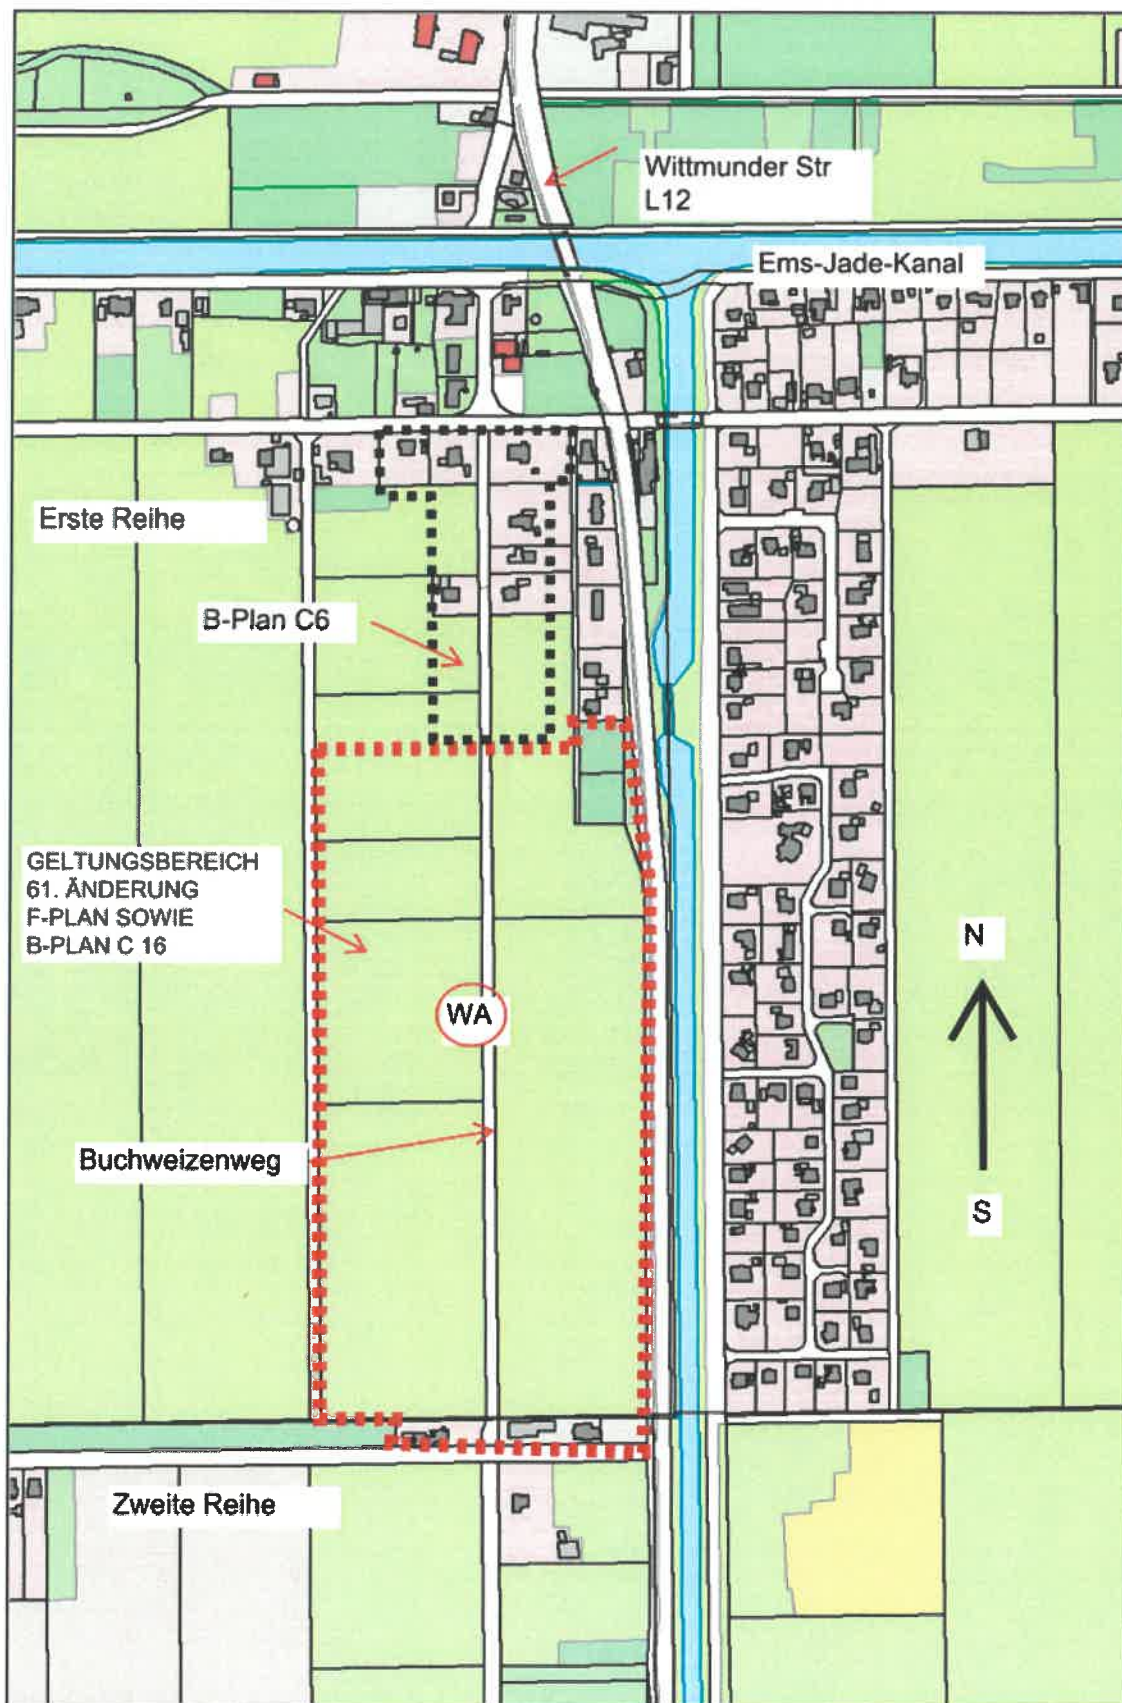 Wittmunder Str
L12
Ems-Jade-Kanal
Erste Reihe
B-Plan C6
GELTUNGSBEREICH
61. ÄNDERUNG
F-PLAN SOWIE
B-PLAN C 16
N
WA
Buchweizenweg
S
Zweite Reihe